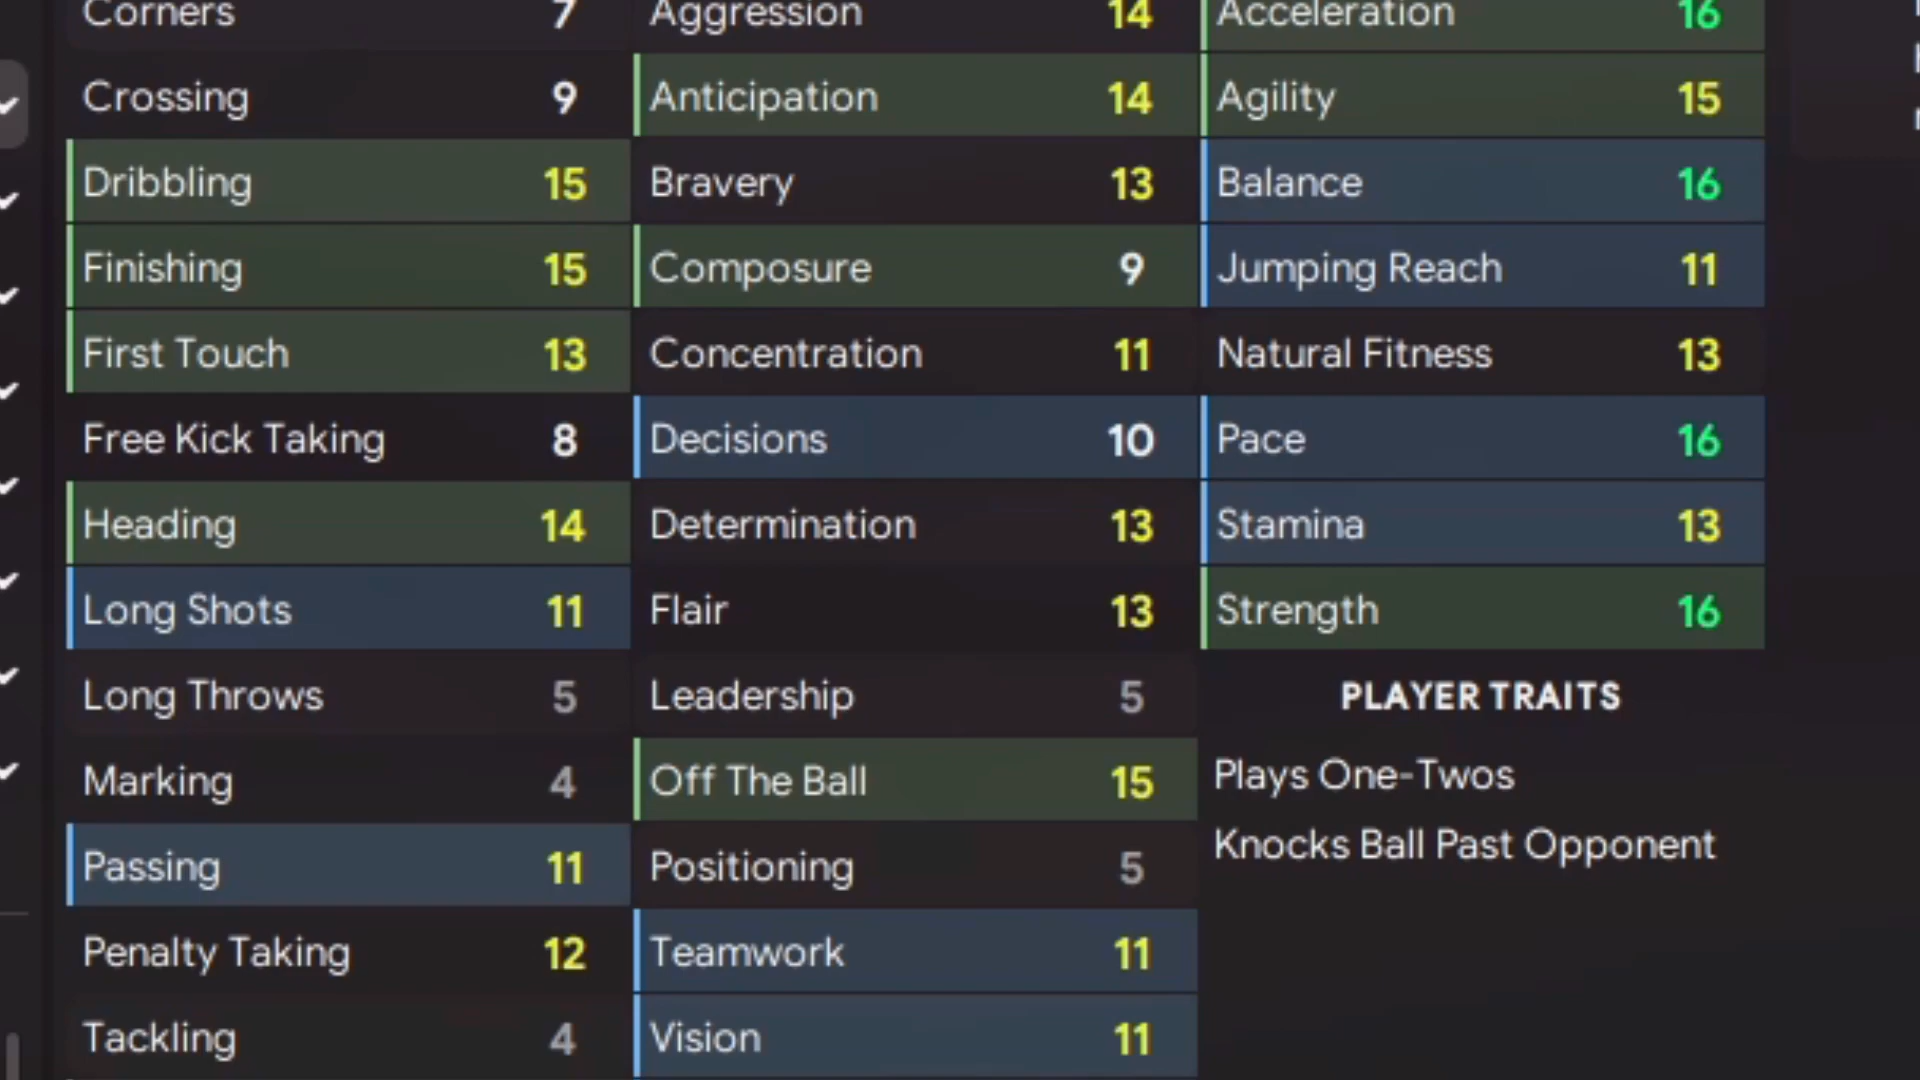 Corners 7 Aggression 14 Acceleration 16
Crossing 9 Anticipation 14 Agility 15
Dribbling 15 Bravery 13 Balance 16
Finishing 15 Composure 9 Jumping Reach 11
First Touch 13 Concentration 11 Natural Fitness 13
Free Kick Taking 8 Decisions 10 Pace 16
Heading 14 Determination 13 Stamina 13
Long Shots 11 Flair 13 Strength 16
Long Throws 5 Leadership 5 PLAYER TRAITS
Marking 4 Off The Ball 15 Plays One-Twos
Passing 11 Positioning 5 Knocks Ball Past Opponent
Penalty Taking 12 Teamwork 11
Tackling 4 Vision 11